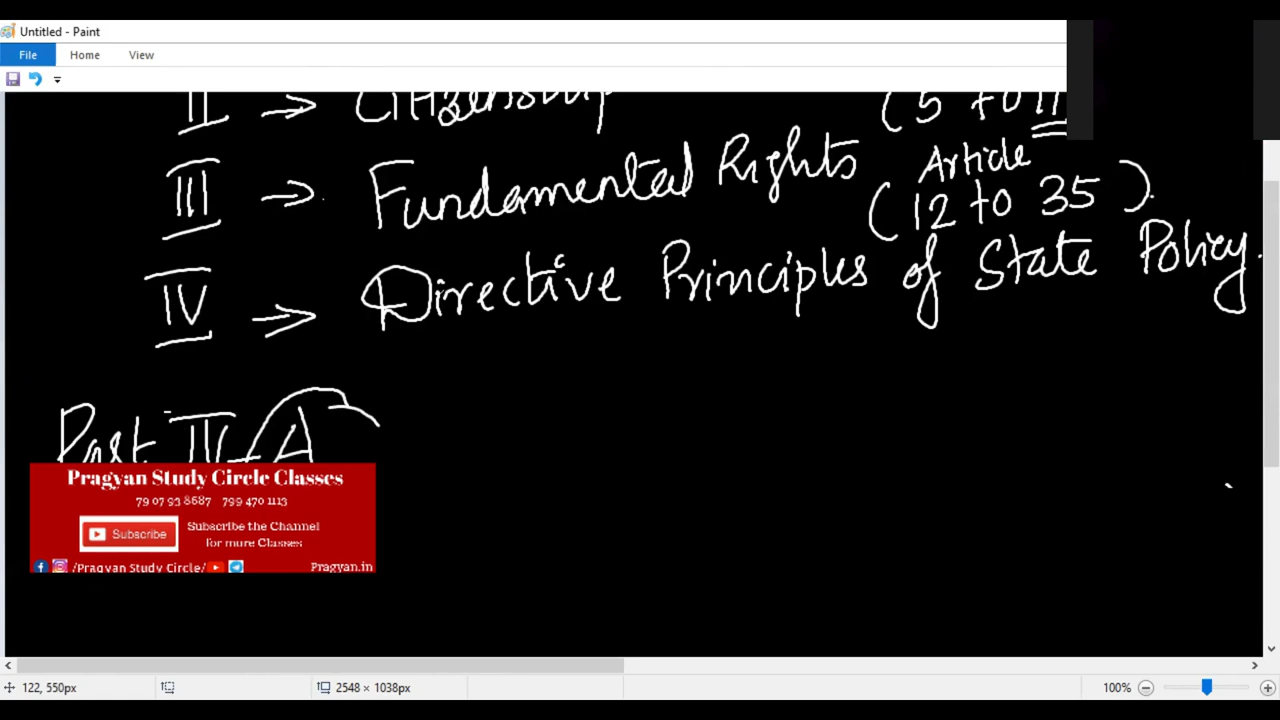 Untitled - Paint
File Home View
II → Citizenship (5 to 11
III → Fundamental Rights Article (12 to 35).
IV → Directive Principles of State Policy.
Part IV-A
Pragyan Study Circle Classes
79 07 93 8687 799 470 1113
Subscribe
Subscribe the Channel
for more Classes
/Pragyan Study Circle/
Pragyan.in
122, 550px 2548 × 1038px 100%